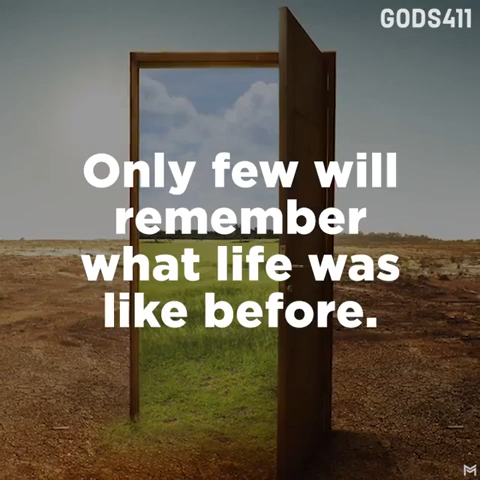 GODS411
Only few will
remember
what life was
like before.